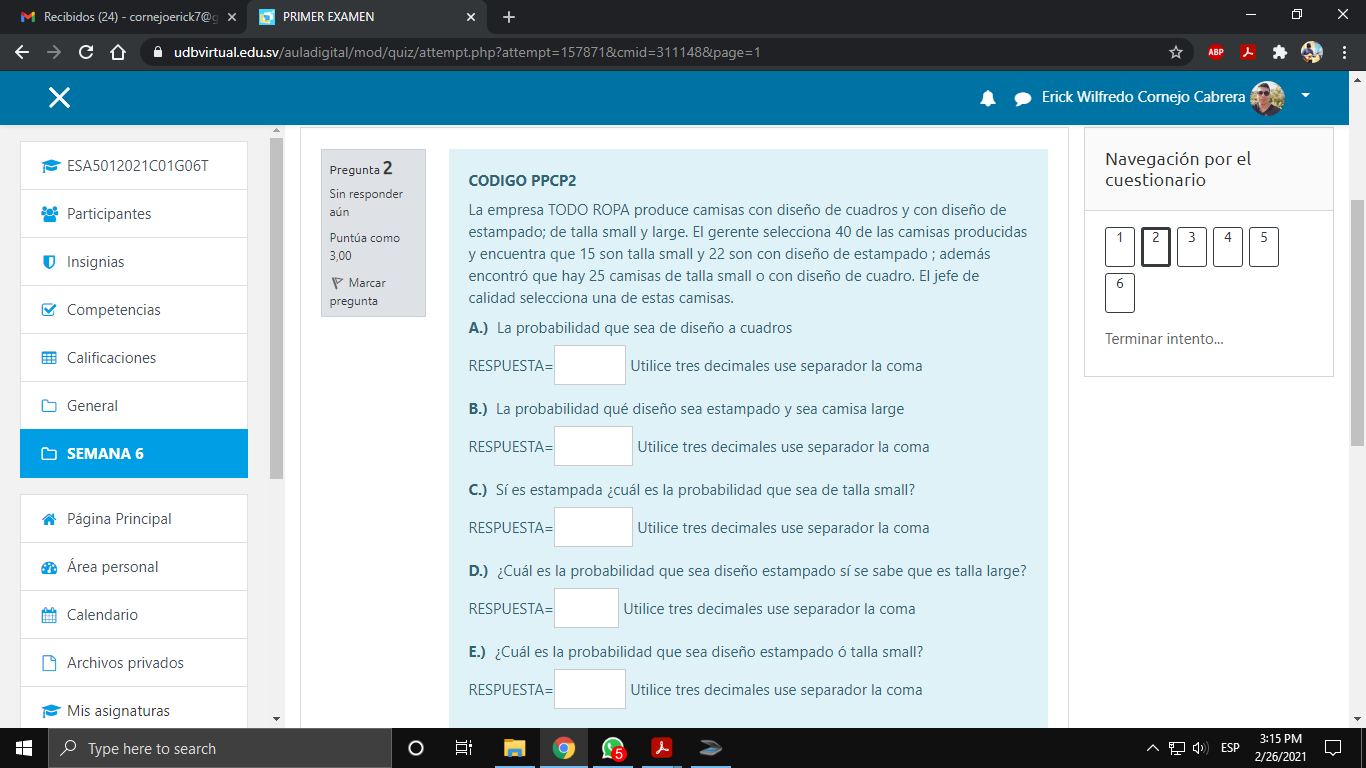 Recibidos (24) - cornejoerick7@g
PRIMER EXAMEN
udbvirtual.edu.sv/auladigital/mod/quiz/attempt.php?attempt=157871&cmid=311148&page=1
ABP
Erick Wilfredo Cornejo Cabrera
ESA5012021C01G06T
Participantes
Insignias
Competencias
Calificaciones
General
SEMANA 6
Página Principal
Área personal
Calendario
Archivos privados
Mis asignaturas
Pregunta 2
Sin responder
aún
Puntúa como
3,00
Marcar
pregunta
CODIGO PPCP2
La empresa TODO ROPA produce camisas con diseño de cuadros y con diseño de
estampado; de talla small y large. El gerente selecciona 40 de las camisas producidas
y encuentra que 15 son talla small y 22 son con diseño de estampado ; además
encontró que hay 25 camisas de talla small o con diseño de cuadro. El jefe de
calidad selecciona una de estas camisas.
A.) La probabilidad que sea de diseño a cuadros
RESPUESTA= Utilice tres decimales use separador la coma
B.) La probabilidad qué diseño sea estampado y sea camisa large
RESPUESTA= Utilice tres decimales use separador la coma
C.) Sí es estampada ¿cuál es la probabilidad que sea de talla small?
RESPUESTA= Utilice tres decimales use separador la coma
D.) ¿Cuál es la probabilidad que sea diseño estampado sí se sabe que es talla large?
RESPUESTA= Utilice tres decimales use separador la coma
E.) ¿Cuál es la probabilidad que sea diseño estampado ó talla small?
RESPUESTA= Utilice tres decimales use separador la coma
Navegación por el
cuestionario
1 2 3 4 5
6
Terminar intento...
Type here to search
5
ESP
3:15 PM
2/26/2021